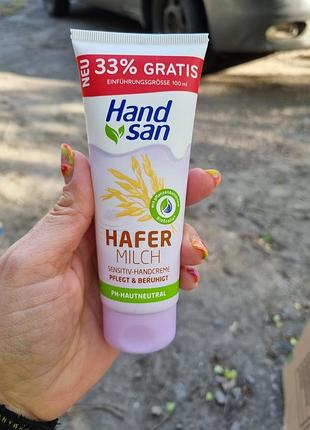 NEU
33% GRATIS
EINFÜHRUNGSGRÖSSE 100 ml
Hand
san
HAFER
MILCH
SENSITIV-HANDCREME
PFLEGT & BERUHIGT
PH-HAUTNEUTRAL